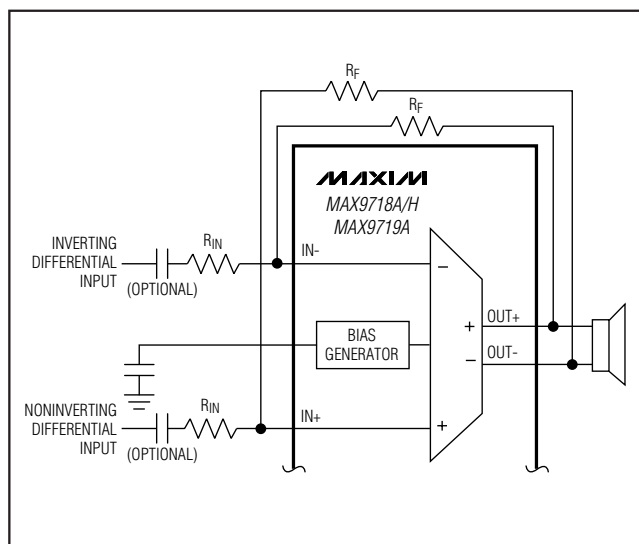 RF
RF
MAXIM
MAX9718A/H
MAX9719A
INVERTING
DIFFERENTIAL
INPUT
(OPTIONAL)
RIN
IN-
−
BIAS
GENERATOR
+
−
OUT+
OUT-
NONINVERTING
DIFFERENTIAL
INPUT
(OPTIONAL)
RIN
IN+
+